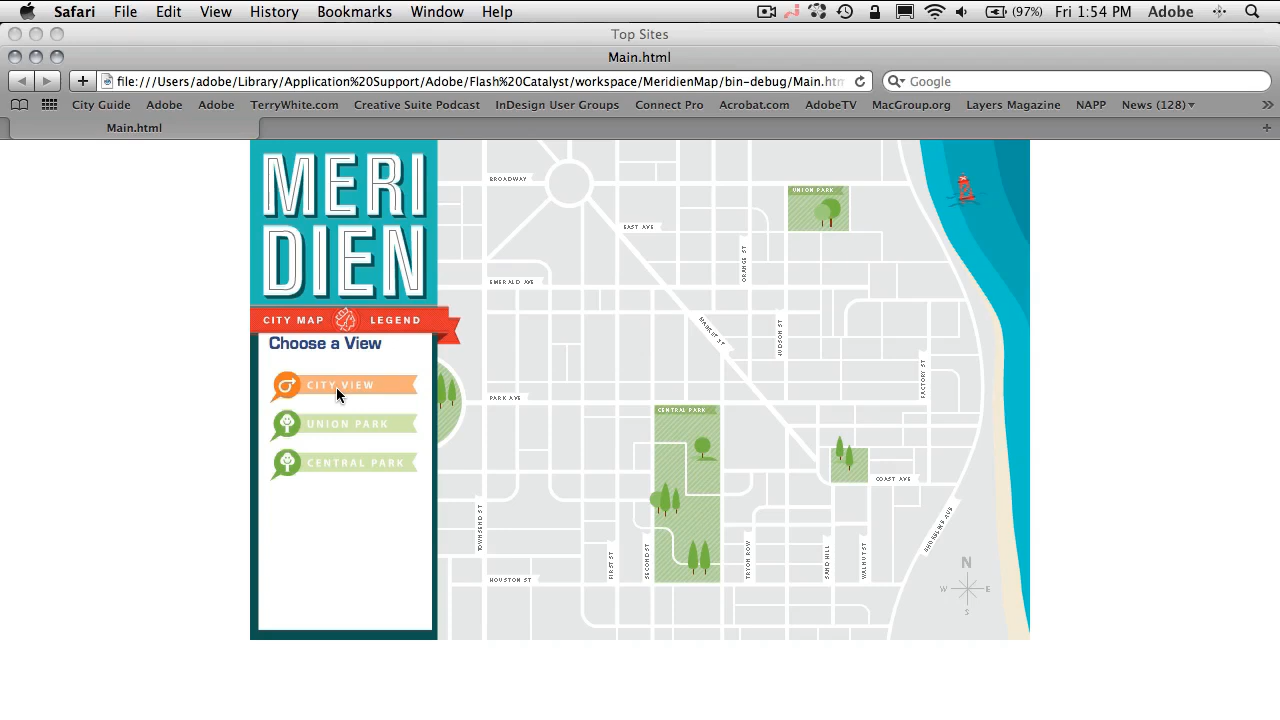 Safari File Edit View History Bookmarks Window Help (97%) Fri 1:54 PM Adobe
Top Sites
Main.html
file:///Users/adobe/Library/Application%20Support/Adobe/Flash%20Catalyst/workspace/MeridienMap/bin-debug/Main.htm Google
City Guide Adobe Adobe TerryWhite.com Creative Suite Podcast InDesign User Groups Connect Pro Acrobat.com AdobeTV MacGroup.org Layers Magazine NAPP News (128)
Main.html
MERI
DIEN
CITY MAP LEGEND
Choose a View
CITY VIEW
UNION PARK
CENTRAL PARK
BROADWAY
UNION PARK
EAST AVE
ORANGE ST
EMERALD AVE
MARKET ST
HUDSON ST
FACTORY ST
PARK AVE
CENTRAL PARK
COAST AVE
TOWNSEND ST
FIRST ST
SECOND ST
TRYON ROW
SAND HILL
WALNUT ST
HOUSTON ST
N
W E
S